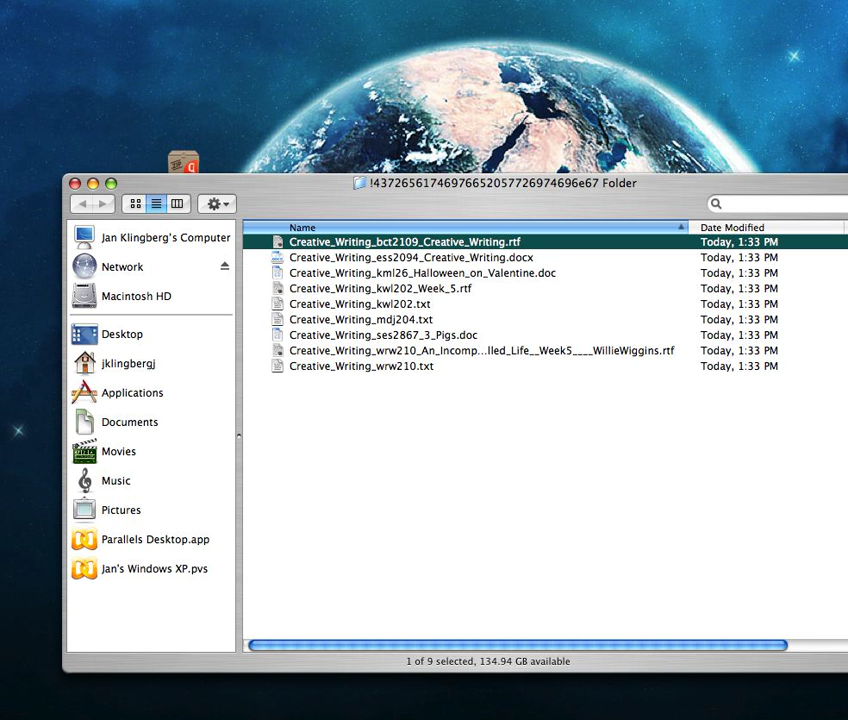 !43726561746976652057726974696e67 Folder
Name
Date Modified
Creative_Writing_bct2109_Creative_Writing.rtf
Today, 1:33 PM
Creative_Writing_ess2094_Creative_Writing.docx
Today, 1:33 PM
Creative_Writing_kml26_Halloween_on_Valentine.doc
Today, 1:33 PM
Creative_Writing_kwl202_Week_5.rtf
Today, 1:33 PM
Creative_Writing_kwl202.txt
Today, 1:33 PM
Creative_Writing_mdj204.txt
Today, 1:33 PM
Creative_Writing_ses2867_3_Pigs.doc
Today, 1:33 PM
Creative_Writing_wrw210_An_Incomp...lled_Life__Week5____WillieWiggins.rtf
Today, 1:33 PM
Creative_Writing_wrw210.txt
Today, 1:33 PM
Jan Klingberg's Computer
Network
Macintosh HD
Desktop
jklingbergj
Applications
Documents
Movies
Music
Pictures
Parallels Desktop.app
Jan's Windows XP.pvs
1 of 9 selected, 134.94 GB available